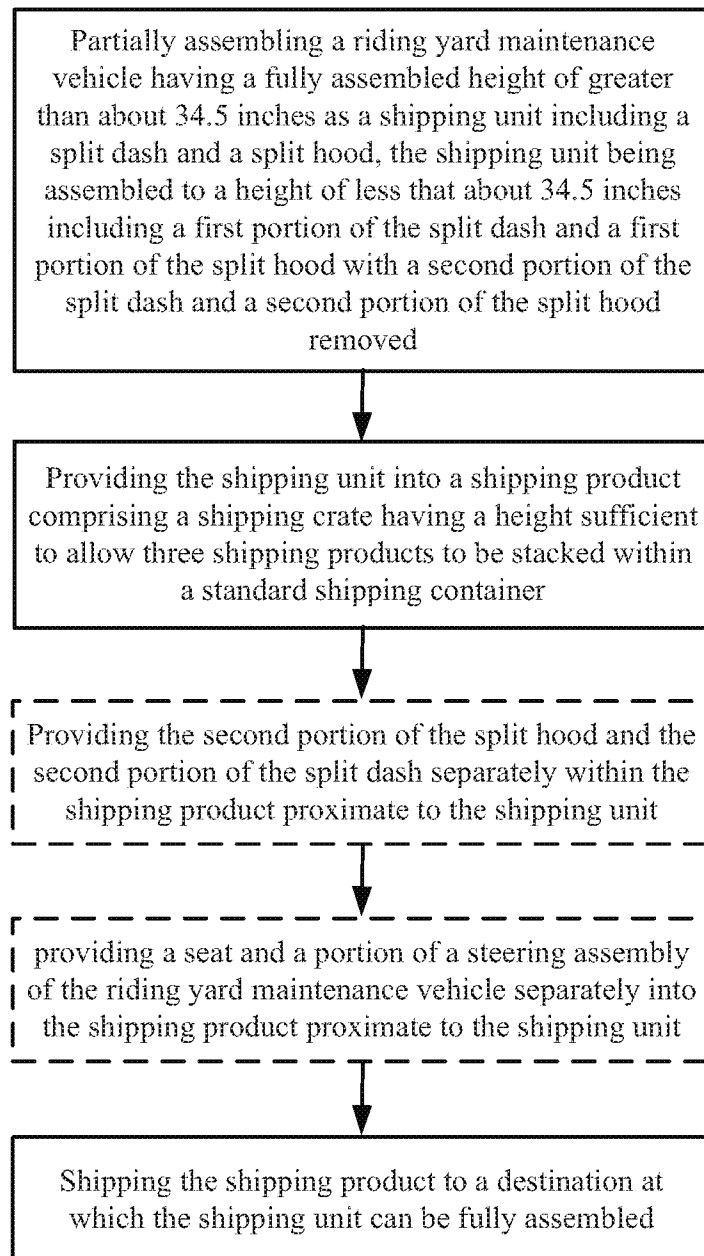 Partially assembling a riding yard maintenance
vehicle having a fully assembled height of greater
than about 34.5 inches as a shipping unit including a
split dash and a split hood, the shipping unit being
assembled to a height of less that about 34.5 inches
including a first portion of the split dash and a first
portion of the split hood with a second portion of the
split dash and a second portion of the split hood
removed
Providing the shipping unit into a shipping product
comprising a shipping crate having a height sufficient
to allow three shipping products to be stacked within
a standard shipping container
Providing the second portion of the split hood and the
second portion of the split dash separately within the
shipping product proximate to the shipping unit
providing a seat and a portion of a steering assembly
of the riding yard maintenance vehicle separately into
the shipping product proximate to the shipping unit
Shipping the shipping product to a destination at
which the shipping unit can be fully assembled